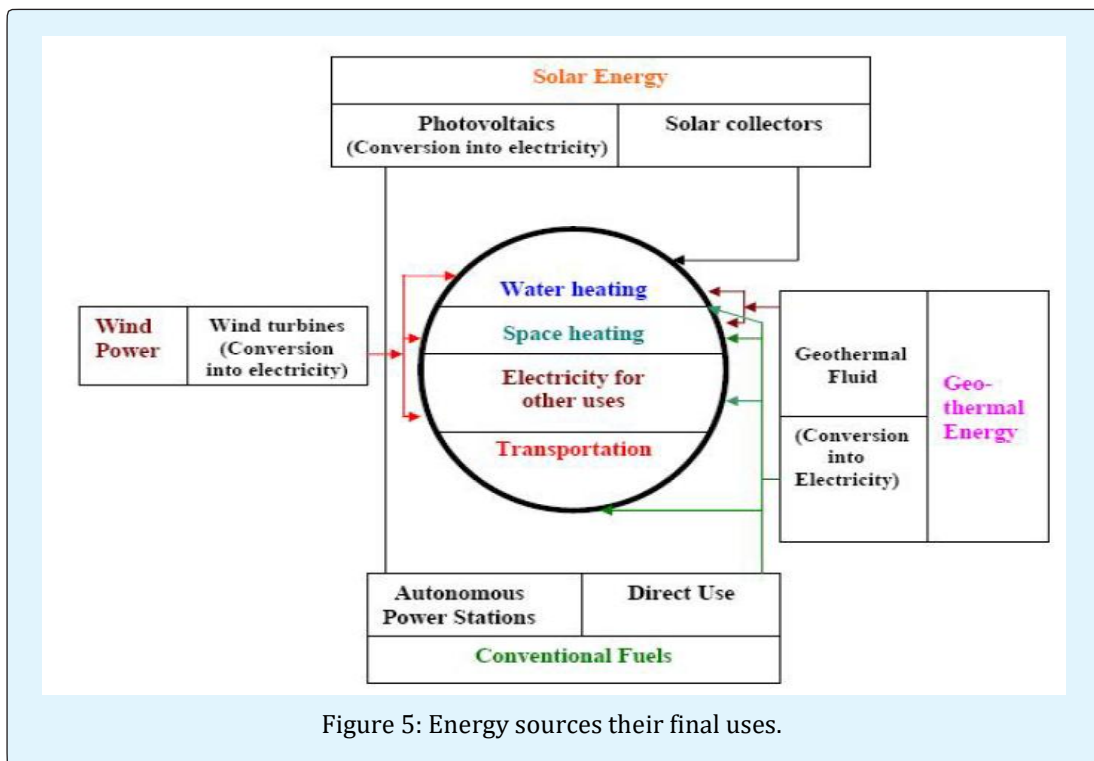 Solar Energy
Photovoltaics
(Conversion into electricity)
Solar collectors
Wind
Power
Wind turbines
(Conversion
into electricity)
Water heating
Space heating
Electricity for
other uses
Transportation
Geothermal
Fluid
(Conversion
into
Electricity)
Geo-
thermal
Energy
Autonomous
Power Stations
Direct Use
Conventional Fuels
Figure 5: Energy sources their final uses.